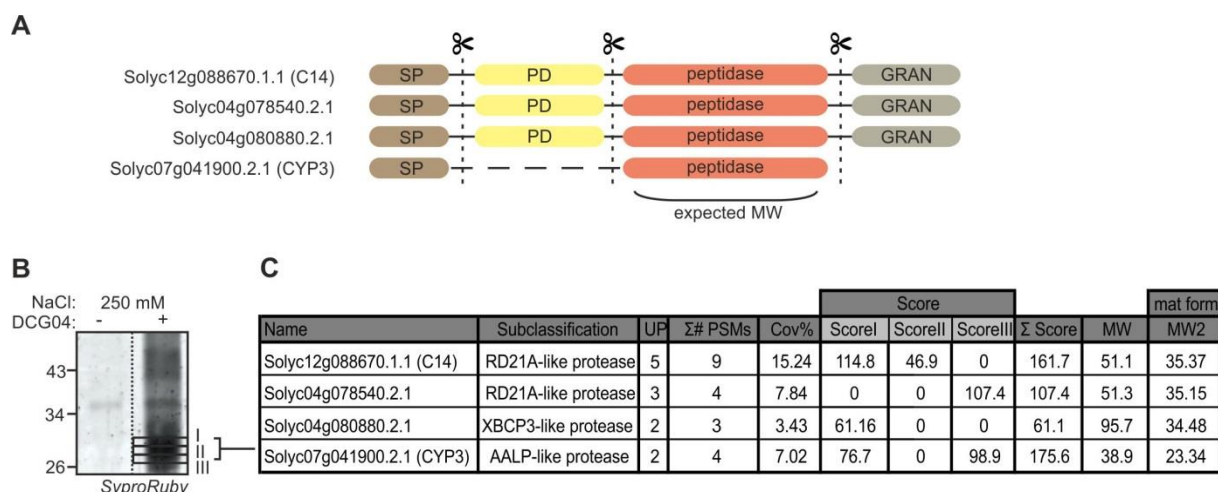 A
Solyc12g088670.1.1 (C14) SP PD peptidase GRAN
Solyc04g078540.2.1 SP PD peptidase GRAN
Solyc04g080880.2.1 SP PD peptidase GRAN
Solyc07g041900.2.1 (CYP3) SP peptidase
expected MW
B
NaCl: 250 mM
DCG04: - +
43
34
26
I
II
III
SyproRuby
C
Score mat form
Name Subclassification UP Σ# PSMs Cov% ScoreI ScoreII ScoreIII Σ Score MW MW2
Solyc12g088670.1.1 (C14) RD21A-like protease 5 9 15.24 114.8 46.9 0 161.7 51.1 35.37
Solyc04g078540.2.1 RD21A-like protease 3 4 7.84 0 0 107.4 107.4 51.3 35.15
Solyc04g080880.2.1 XBCP3-like protease 2 3 3.43 61.16 0 0 61.1 95.7 34.48
Solyc07g041900.2.1 (CYP3) AALP-like protease 2 4 7.02 76.7 0 98.9 175.6 38.9 23.34